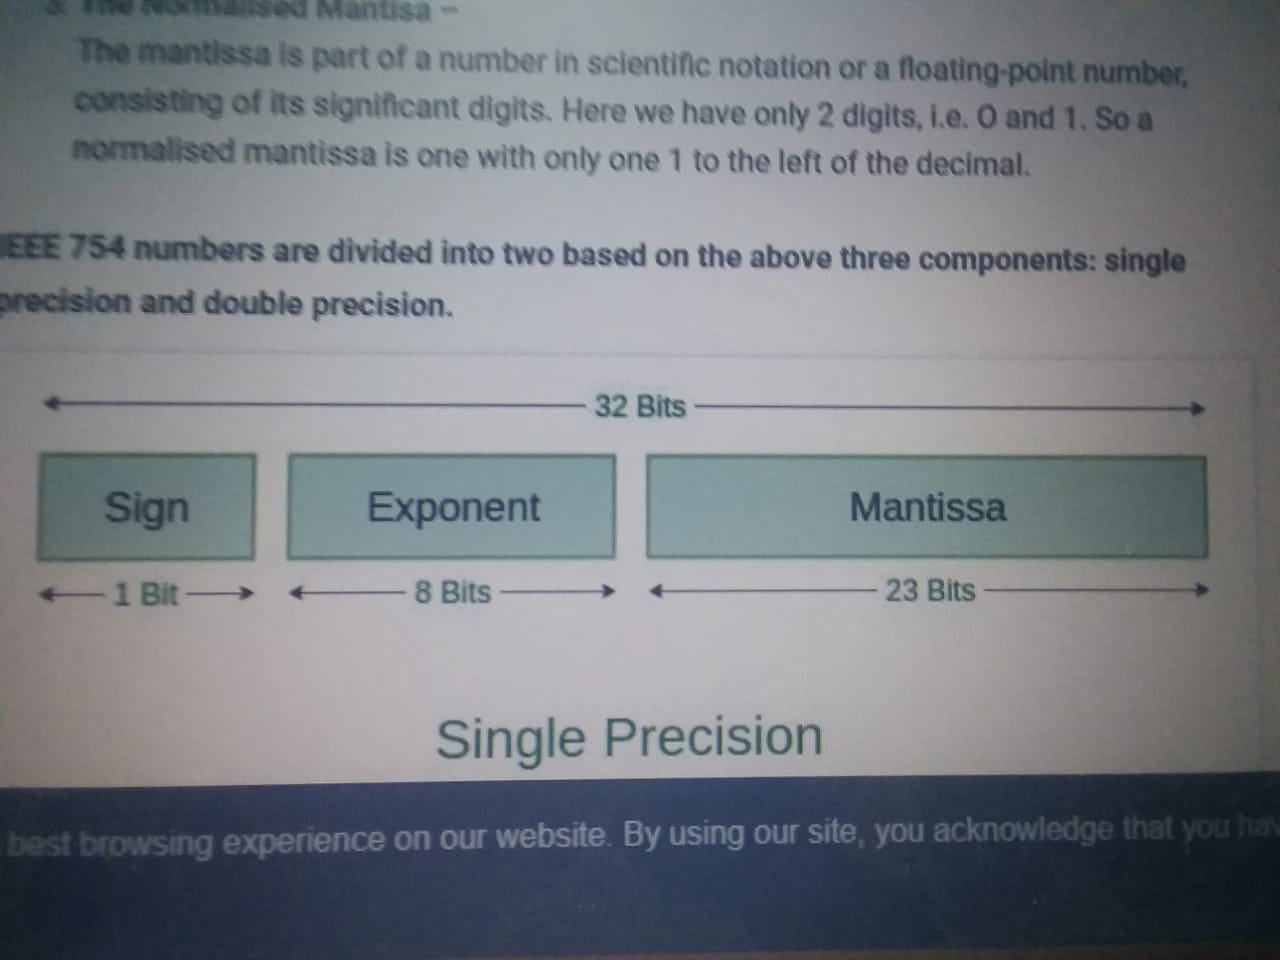 3. The Normalised Mantisa –
The mantissa is part of a number in scientific notation or a floating-point number,
consisting of its significant digits. Here we have only 2 digits, i.e. O and 1. So a
normalised mantissa is one with only one 1 to the left of the decimal.
IEEE 754 numbers are divided into two based on the above three components: single
precision and double precision.
32 Bits
Sign Exponent Mantissa
1 Bit 8 Bits 23 Bits
Single Precision
best browsing experience on our website. By using our site, you acknowledge that you hav